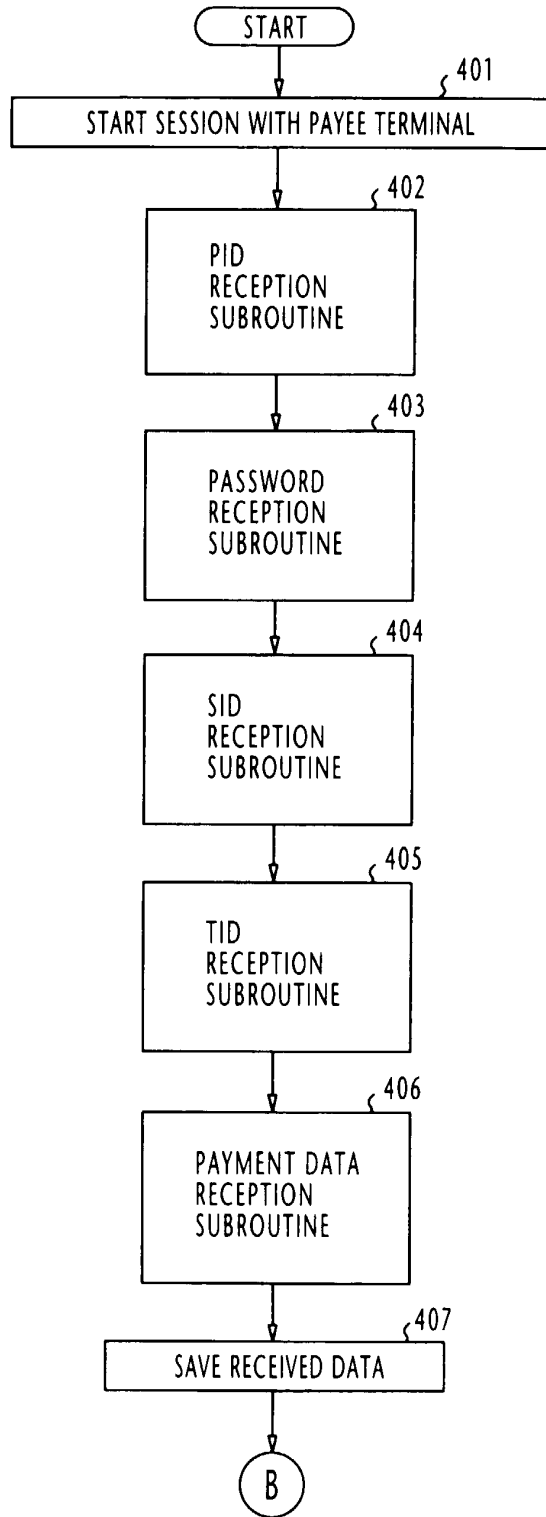 START
401
START SESSION WITH PAYEE TERMINAL
402
PID
RECEPTION
SUBROUTINE
403
PASSWORD
RECEPTION
SUBROUTINE
404
SID
RECEPTION
SUBROUTINE
405
TID
RECEPTION
SUBROUTINE
406
PAYMENT DATA
RECEPTION
SUBROUTINE
407
SAVE RECEIVED DATA
B